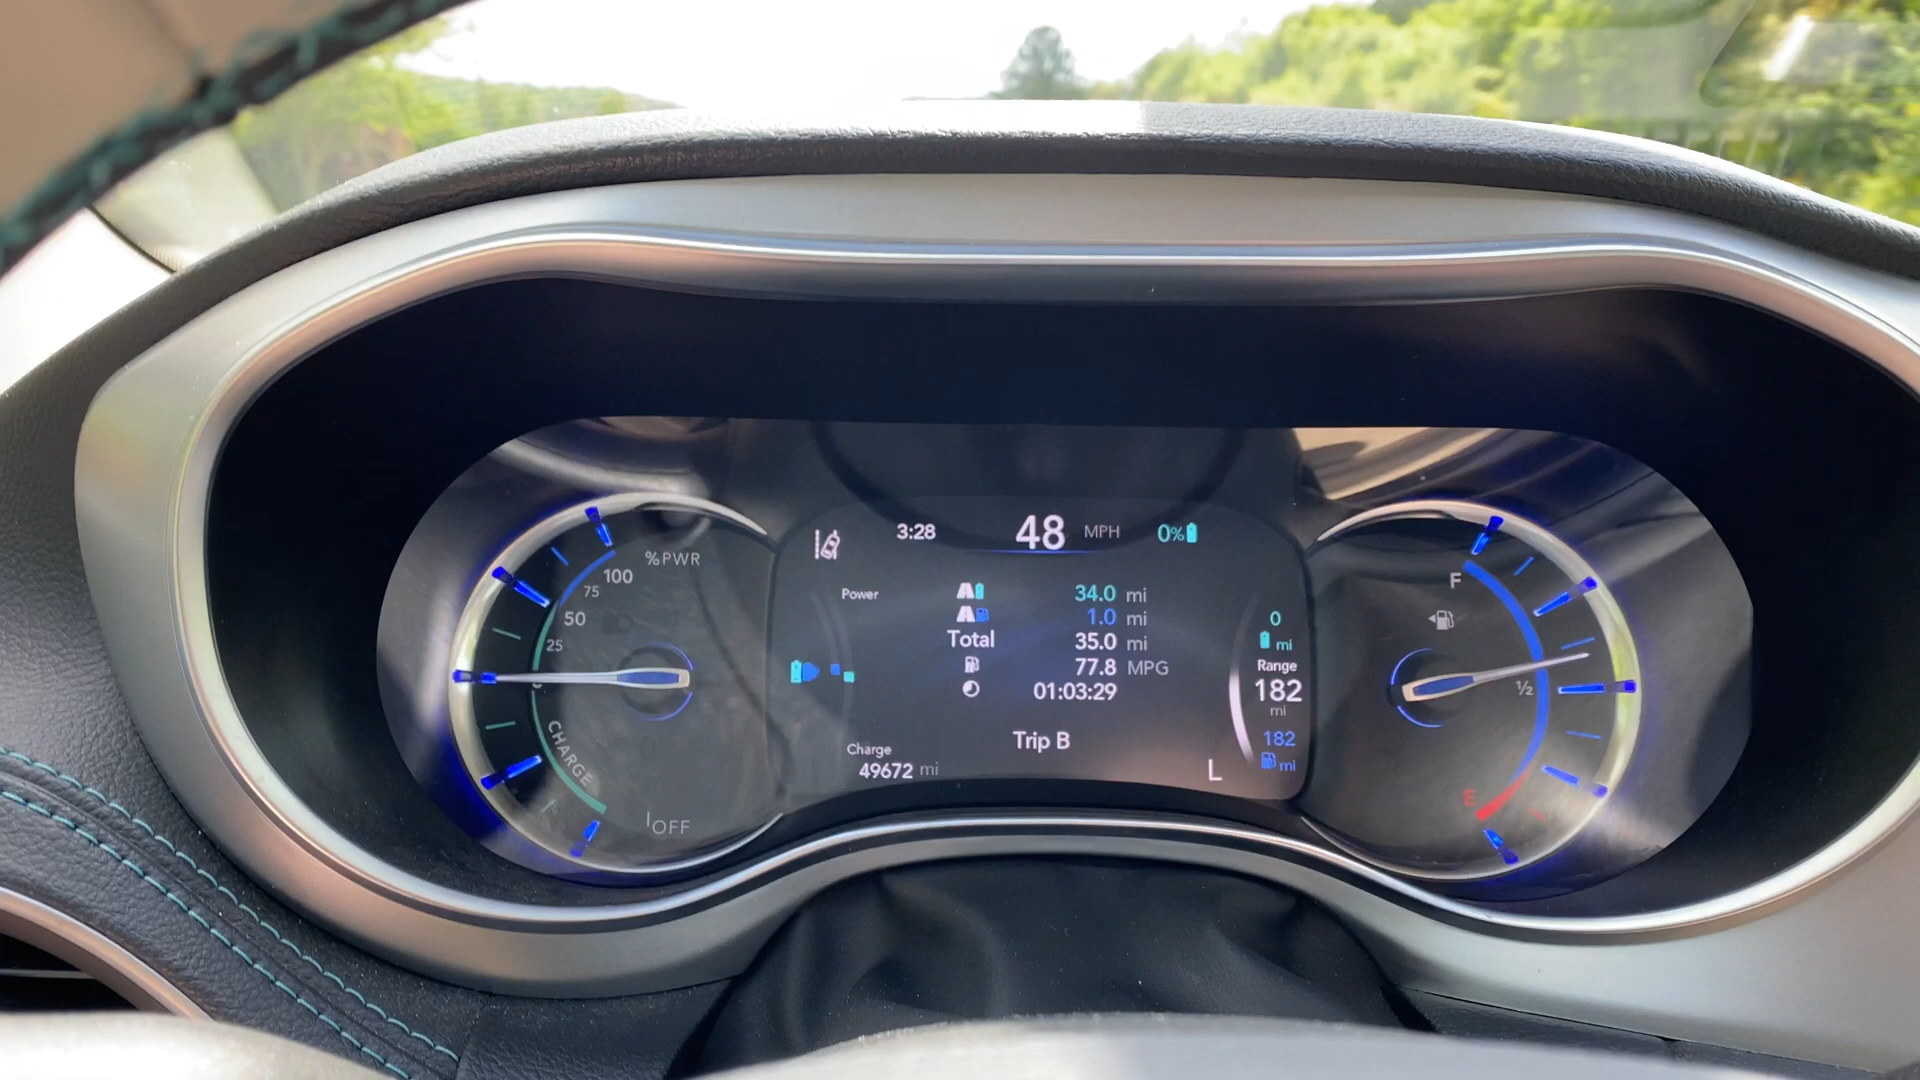 %PWR
100
75
50
25
0
CHARGE
OFF
3:28
48 MPH
0%
Power
34.0 mi
1.0 mi
Total 35.0 mi
77.8 MPG
01:03:29
Trip B
Charge
49672 mi
L
0
mi
Range
182
mi
182
mi
F
½
E